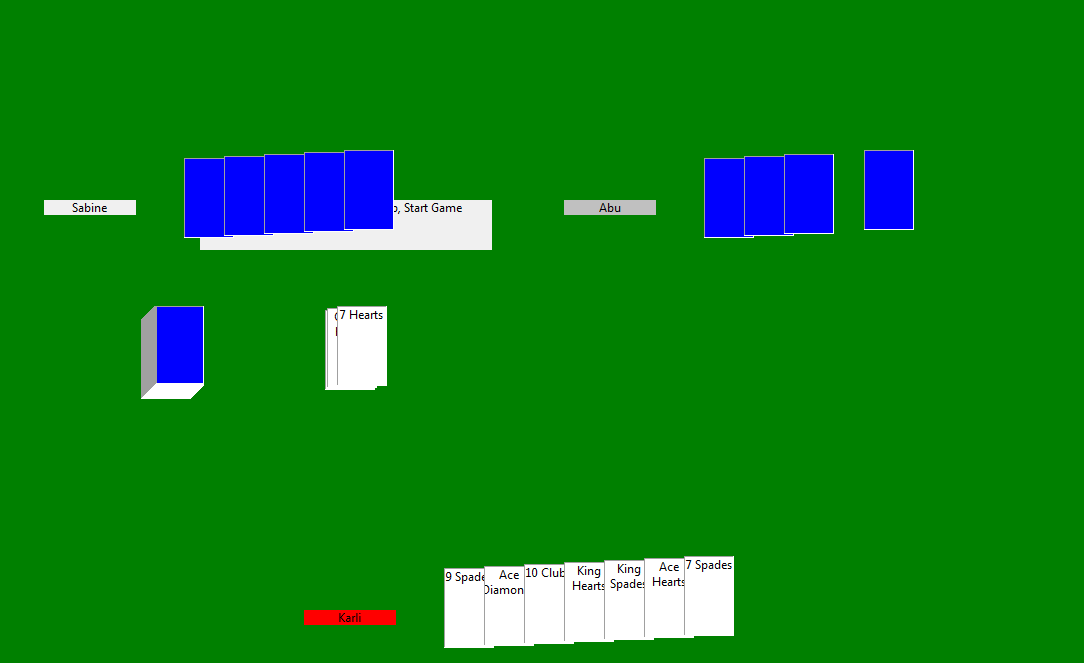 Sabine
, Start Game
Abu
7 Hearts
9 Spade
Ace
Diamon
10 Club
King
Hearts
King
Spades
Ace
Hearts
7 Spades
Karli